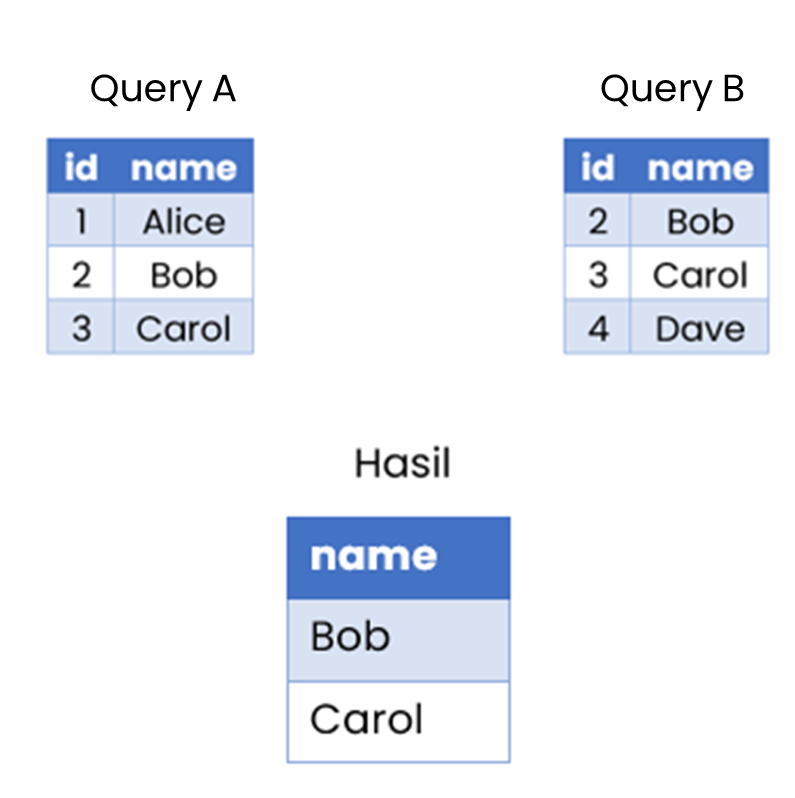 Query A
id name
1 Alice
2 Bob
3 Carol
Query B
id name
2 Bob
3 Carol
4 Dave
Hasil
name
Bob
Carol